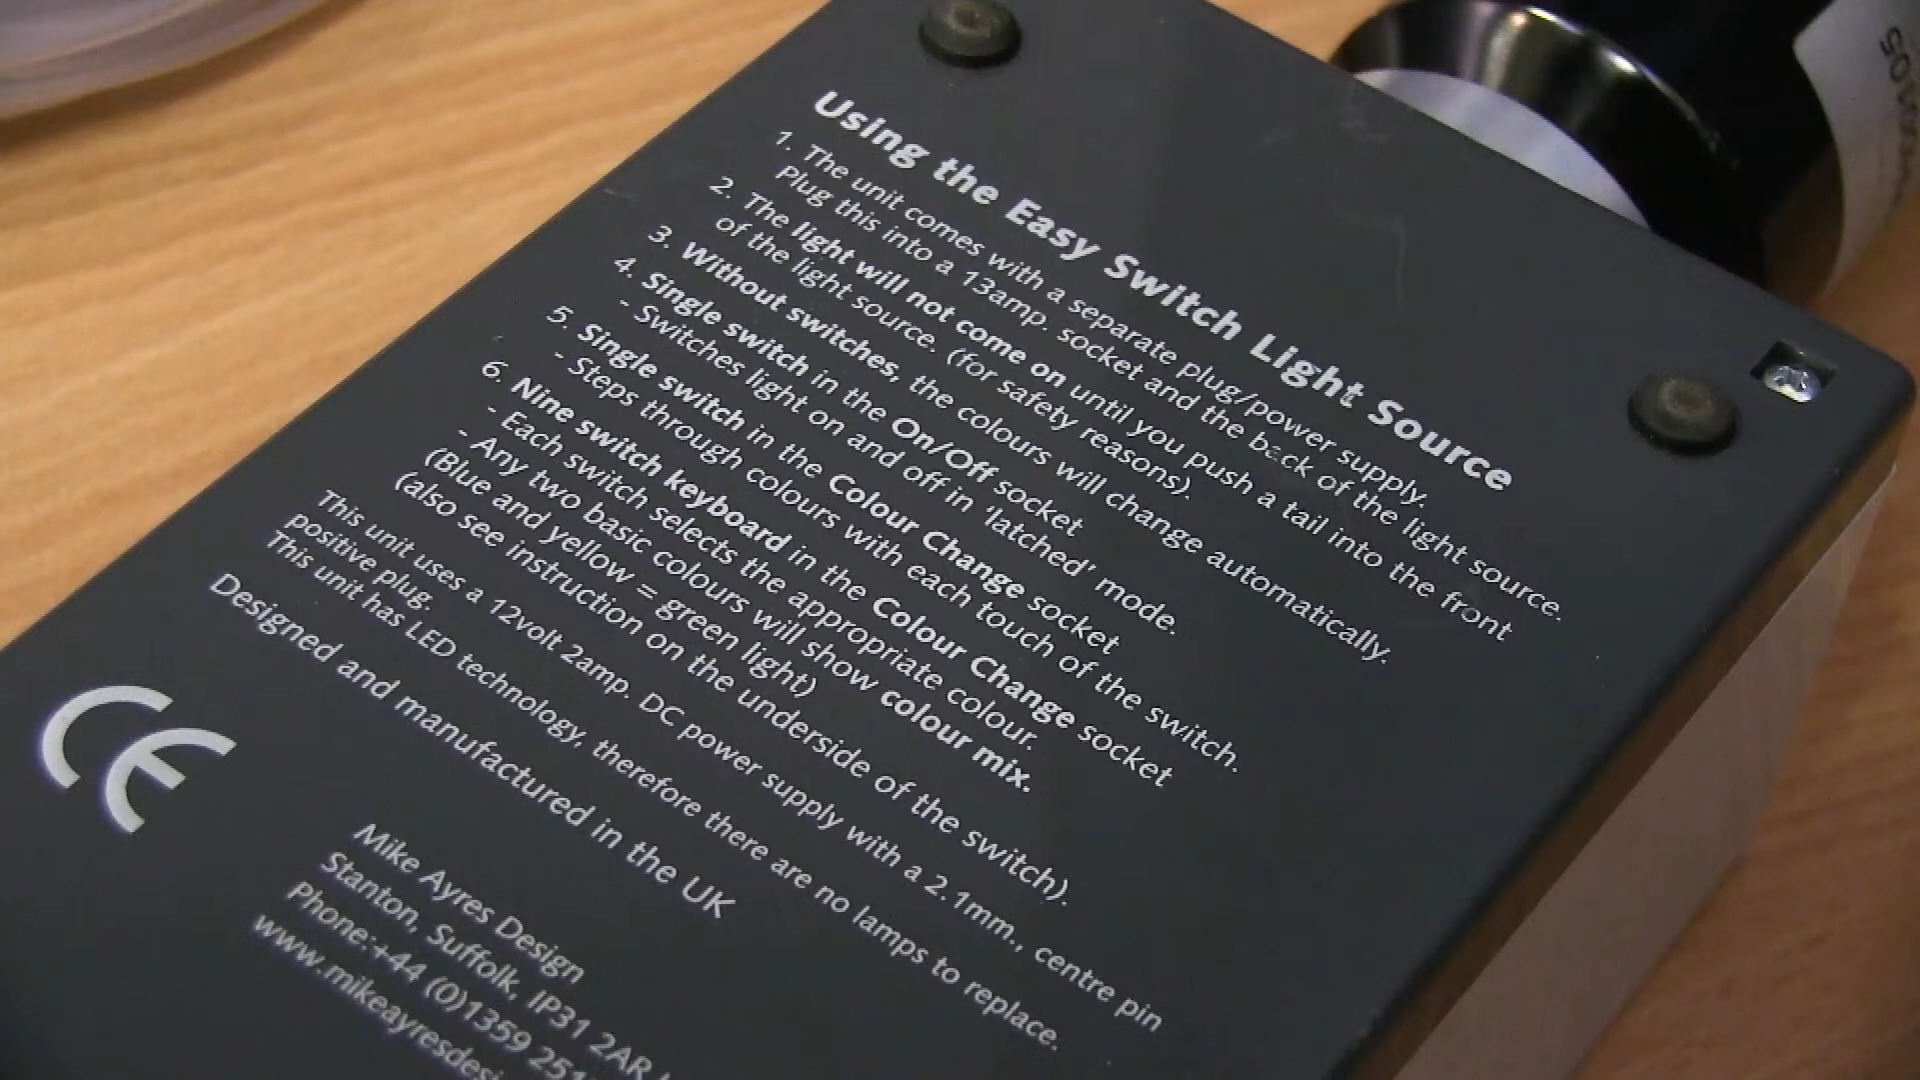 Using the Easy Switch Light Source
1. The unit comes with a separate plug/power supply.
Plug this into a 13amp. socket and the back of the light source.
2. The light will not come on until you push a tail into the front
of the light source. (for safety reasons).
3. Without switches, the colours will change automatically.
4. Single switch in the On/Off socket
- Switches light on and off in 'latched' mode.
5. Single switch in the Colour Change socket
- Steps through colours with each touch of the switch.
6. Nine switch keyboard in the Colour Change socket
- Each switch selects the appropriate colour.
- Any two basic colours will show colour mix.
(Blue and yellow = green light)
(also see instruction on the underside of the switch).
This unit uses a 12volt 2amp. DC power supply with a 2.1mm., centre pin
positive plug.
This unit has LED technology, therefore there are no lamps to replace.
Designed and manufactured in the UK
CE
Mike Ayres Design
Stanton, Suffolk, IP31 2AR
Phone:+44 (0)1359 251
www.mikeayresdesi